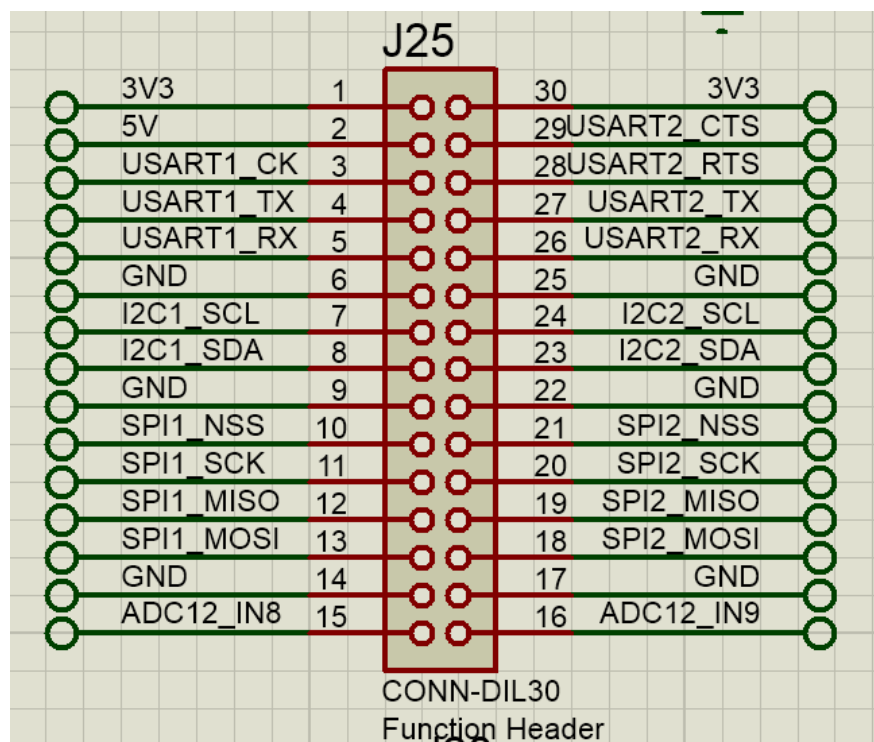 J25
3V3 1 30 3V3
5V 2 29 USART2_CTS
USART1_CK 3 28 USART2_RTS
USART1_TX 4 27 USART2_TX
USART1_RX 5 26 USART2_RX
GND 6 25 GND
I2C1_SCL 7 24 I2C2_SCL
I2C1_SDA 8 23 I2C2_SDA
GND 9 22 GND
SPI1_NSS 10 21 SPI2_NSS
SPI1_SCK 11 20 SPI2_SCK
SPI1_MISO 12 19 SPI2_MISO
SPI1_MOSI 13 18 SPI2_MOSI
GND 14 17 GND
ADC12_IN8 15 16 ADC12_IN9
CONN-DIL30
Function Header